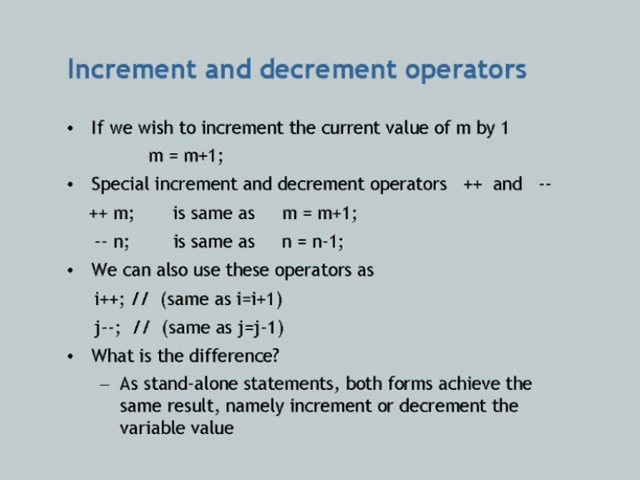 Increment and decrement operators
• If we wish to increment the current value of m by 1
m = m+1;
• Special increment and decrement operators ++ and --
++ m; is same as m = m+1;
-- n; is same as n = n-1;
• We can also use these operators as
i++; // (same as i=i+1)
j--; // (same as j=j-1)
• What is the difference?
– As stand-alone statements, both forms achieve the
same result, namely increment or decrement the
variable value